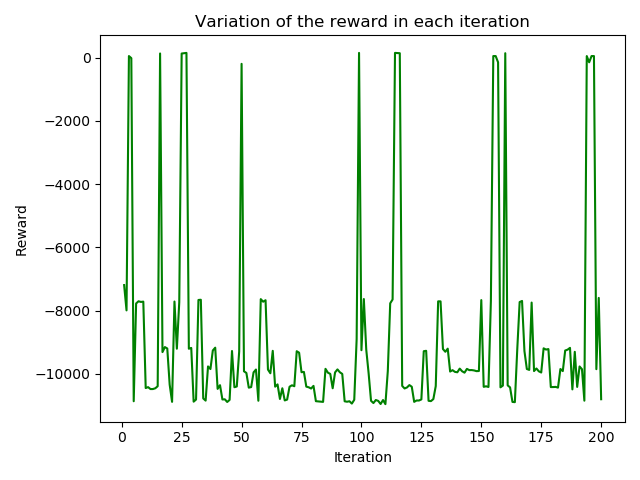 Variation of the reward in each iteration
0
−2000
−4000
−6000
−8000
−10000
Reward
0 25 50 75 100 125 150 175 200
Iteration